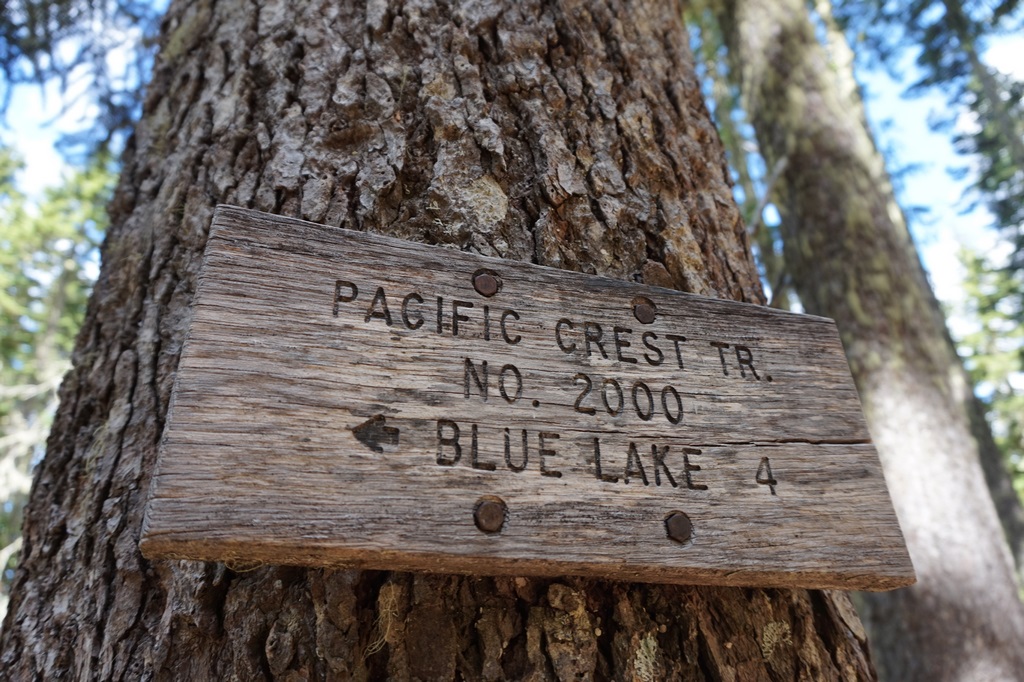 PACIFIC CREST TR.
NO. 2000
← BLUE LAKE 4